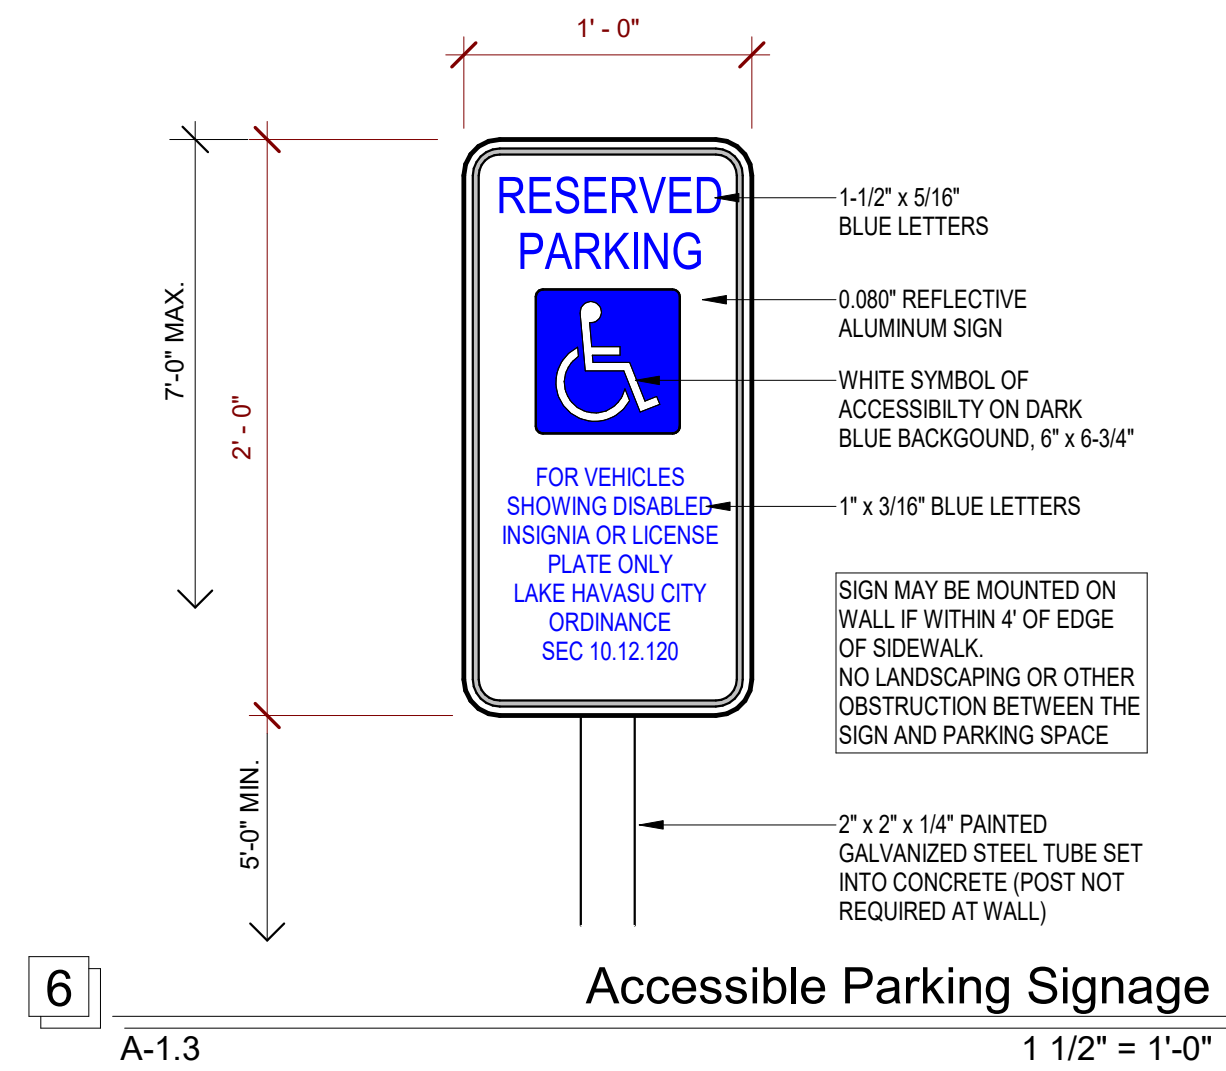 1' - 0"
7'-0" MAX.
2' - 0"
5'-0" MIN.
RESERVED
PARKING
FOR VEHICLES
SHOWING DISABLED
INSIGNIA OR LICENSE
PLATE ONLY
LAKE HAVASU CITY
ORDINANCE
SEC 10.12.120
1-1/2" x 5/16"
BLUE LETTERS
0.080" REFLECTIVE
ALUMINUM SIGN
WHITE SYMBOL OF
ACCESSIBILTY ON DARK
BLUE BACKGOUND, 6" x 6-3/4"
1" x 3/16" BLUE LETTERS
SIGN MAY BE MOUNTED ON
WALL IF WITHIN 4' OF EDGE
OF SIDEWALK.
NO LANDSCAPING OR OTHER
OBSTRUCTION BETWEEN THE
SIGN AND PARKING SPACE
2" x 2" x 1/4" PAINTED
GALVANIZED STEEL TUBE SET
INTO CONCRETE (POST NOT
REQUIRED AT WALL)
6
Accessible Parking Signage
A-1.3
1 1/2" = 1'-0"